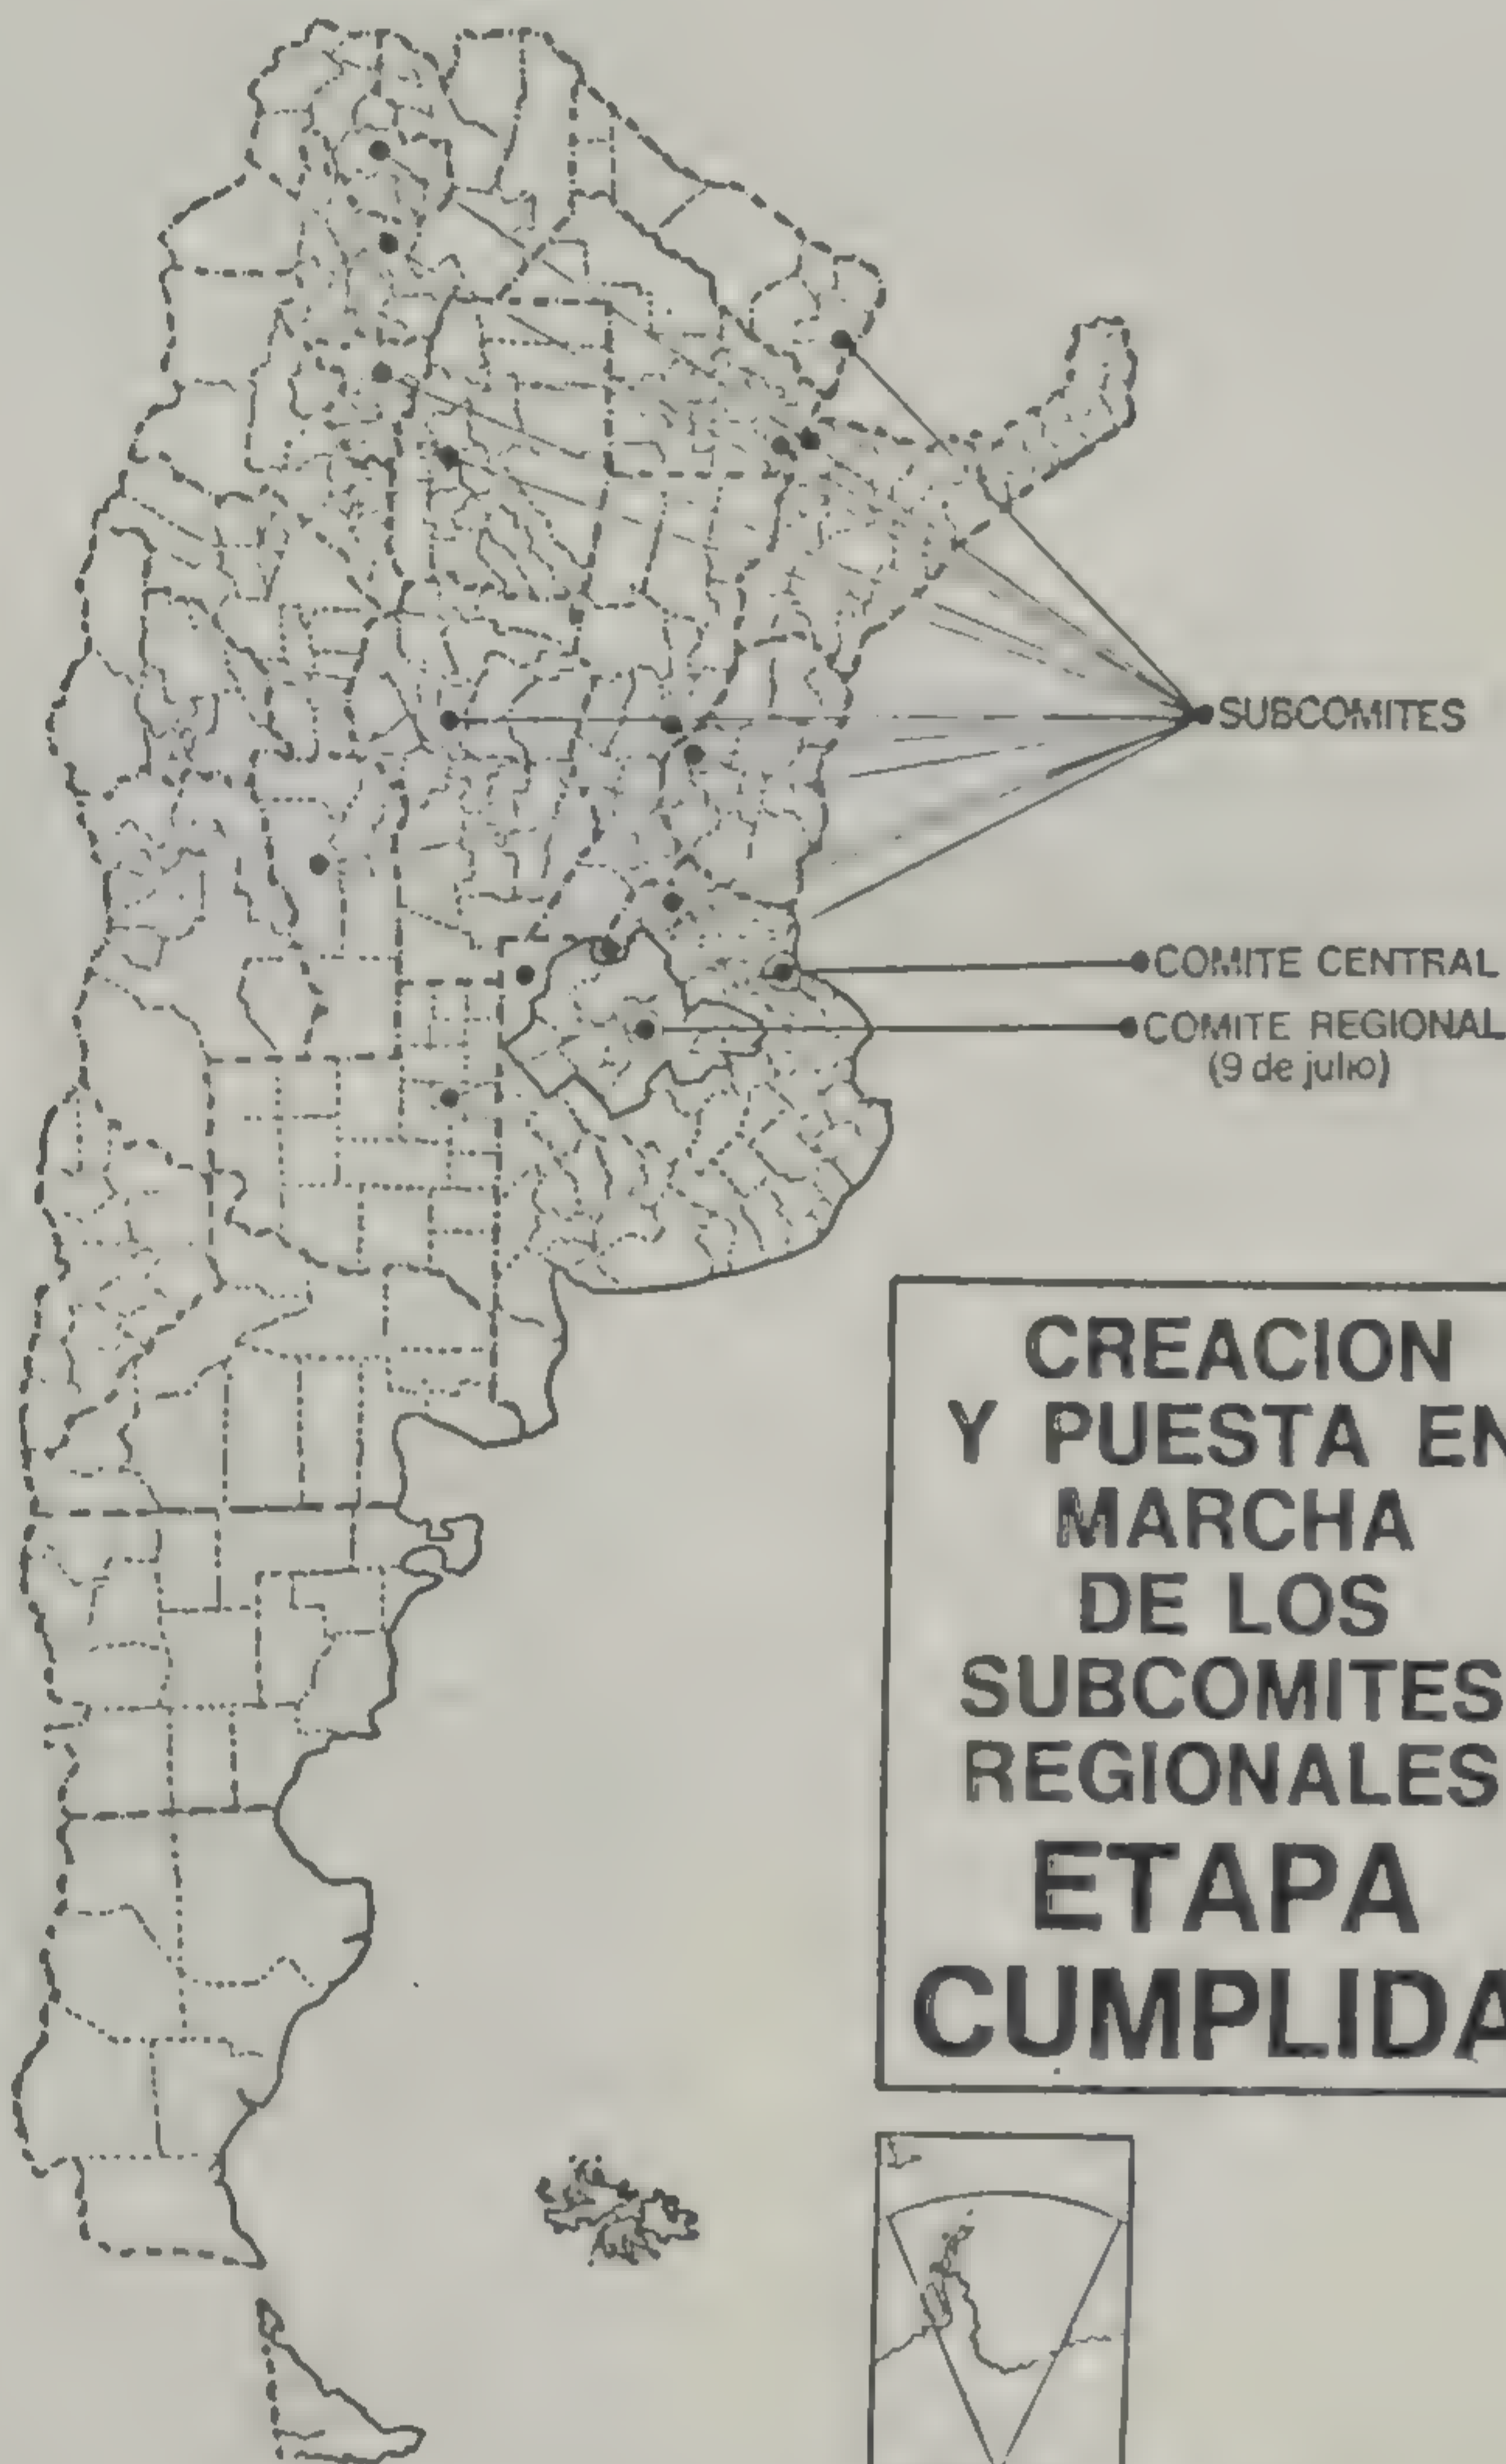 SUBCOMITES
COMITE CENTRAL
COMITE REGIONAL
(9 de julio)
CREACION
Y PUESTA EN
MARCHA
DE LOS
SUBCOMITES
REGIONALES
ETAPA
CUMPLIDA